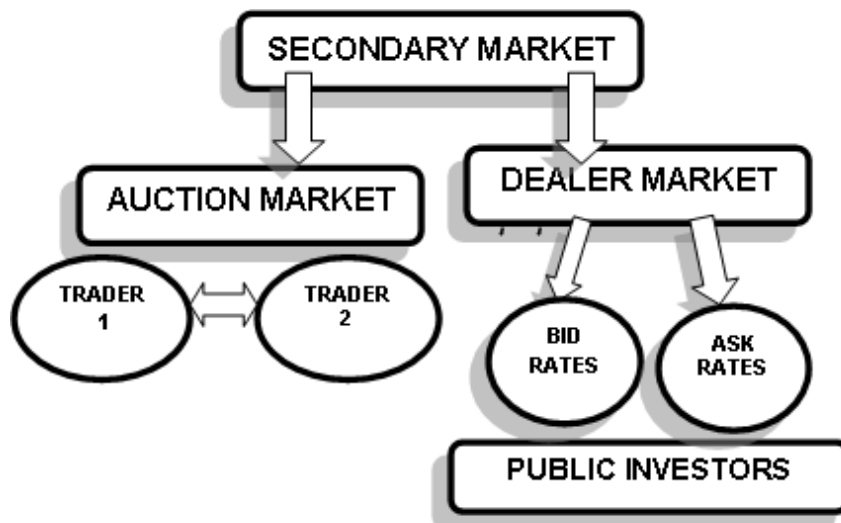 SECONDARY MARKET
AUCTION MARKET
DEALER MARKET
TRADER
1
TRADER
2
BID
RATES
ASK
RATES
PUBLIC INVESTORS